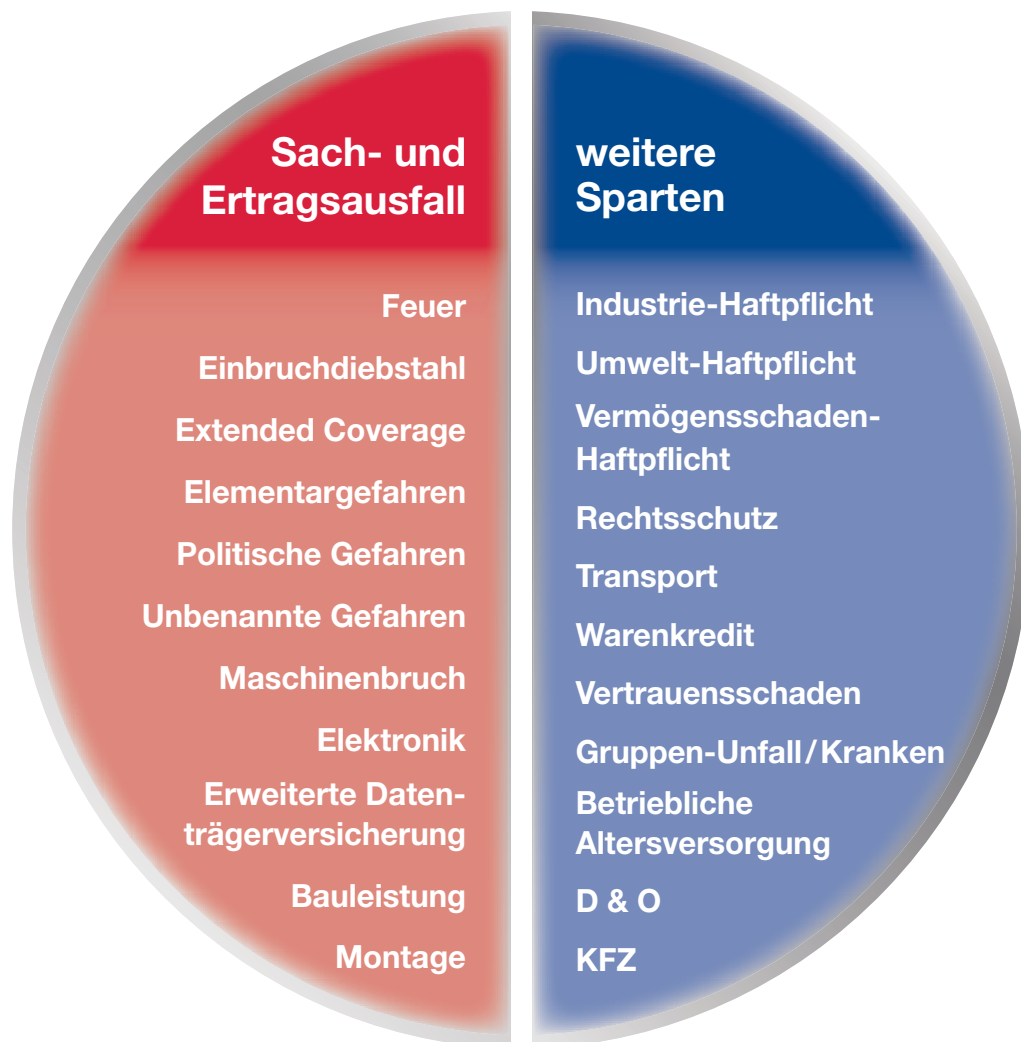 Sach- und
Ertragsausfall
Feuer
Einbruchdiebstahl
Extended Coverage
Elementargefahren
Politische Gefahren
Unbenannte Gefahren
Maschinenbruch
Elektronik
Erweiterte Daten-
trägerversicherung
Bauleistung
Montage
weitere
Sparten
Industrie-Haftpflicht
Umwelt-Haftpflicht
Vermögensschaden-
Haftpflicht
Rechtsschutz
Transport
Warenkredit
Vertrauensschaden
Gruppen-Unfall/Kranken
Betriebliche
Altersversorgung
D & O
KFZ